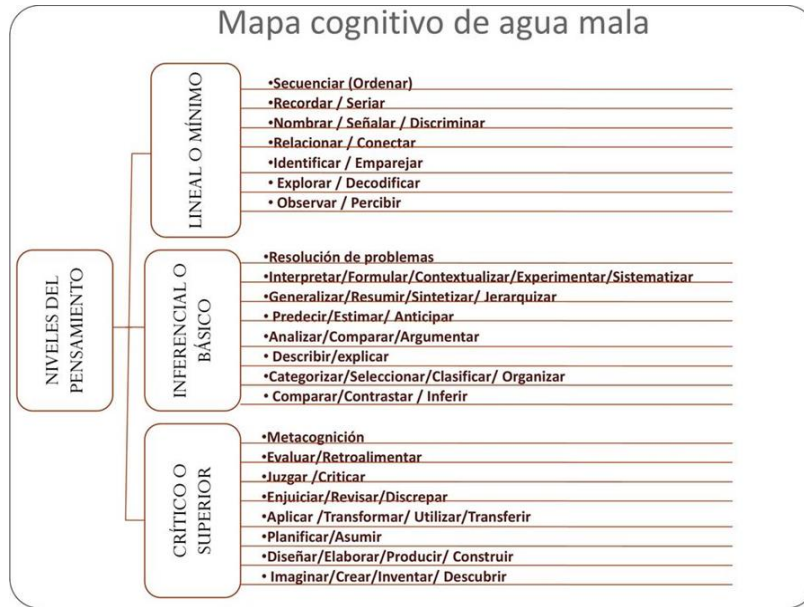 Mapa cognitivo de agua mala
NIVELES DEL
PENSAMIENTO
LINEAL O MÍNIMO
•Secuenciar (Ordenar)
•Recordar / Seriar
•Nombrar / Señalar / Discriminar
•Relacionar / Conectar
•Identificar / Emparejar
• Explorar / Decodificar
• Observar / Percibir
INFERENCIAL O
BÁSICO
•Resolución de problemas
•Interpretar/Formular/Contextualizar/Experimentar/Sistematizar
•Generalizar/Resumir/Sintetizar/ Jerarquizar
• Predecir/Estimar/ Anticipar
•Analizar/Comparar/Argumentar
• Describir/explicar
•Categorizar/Seleccionar/Clasificar/ Organizar
• Comparar/Contrastar / Inferir
CRÍTICO O
SUPERIOR
•Metacognición
•Evaluar/Retroalimentar
•Juzgar /Criticar
•Enjuiciar/Revisar/Discrepar
•Aplicar /Transformar/ Utilizar/Transferir
•Planificar/Asumir
•Diseñar/Elaborar/Producir/ Construir
• Imaginar/Crear/Inventar/ Descubrir